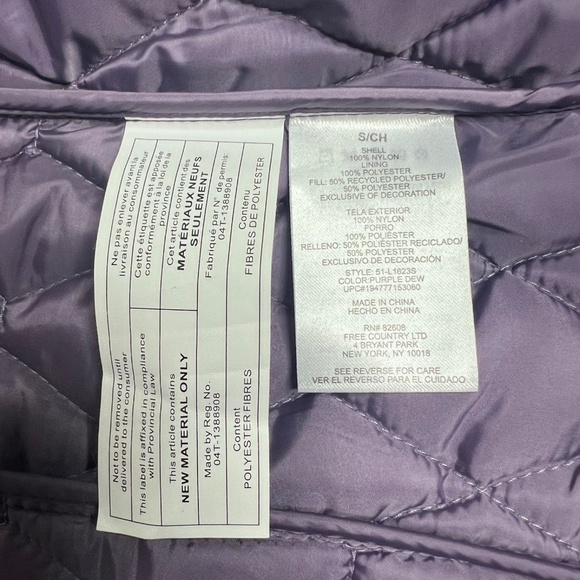 Ne pas enlever avant la
livraison au consommateur
Cette étiquette est apposée
conformément à la loi de la
province
Cet article contient des
MATÉRIAUX NEUFS
SEULEMENT
Fabriqué par N° de permis:
04T-1388908
Contenu
FIBRES DE POLYESTER
Not to be removed until
delivered to the consumer
This label is affixed in compliance
with Provincial Law
This article contains
NEW MATERIAL ONLY
Made by Reg. No.
04T-1388908
Content
POLYESTER FIBRES
S/CH
SHELL
100% NYLON
LINING
100% POLYESTER
FILL: 50% RECYCLED POLYESTER/
50% POLYESTER
EXCLUSIVE OF DECORATION
TELA EXTERIOR
100% NYLON
FORRO
100% POLIÉSTER
RELLENO: 50% POLIÉSTER RECICLADO/
50% POLIÉSTER
EXCLUSIVO DE DECORACIÓN
STYLE: 51-L1623S
COLOR:PURPLE DEW
UPC#194777153060
MADE IN CHINA
HECHO EN CHINA
RN# 82608
FREE COUNTRY LTD
4 BRYANT PARK
NEW YORK, NY 10018
SEE REVERSE FOR CARE
VER EL REVERSO PARA EL CUIDADO